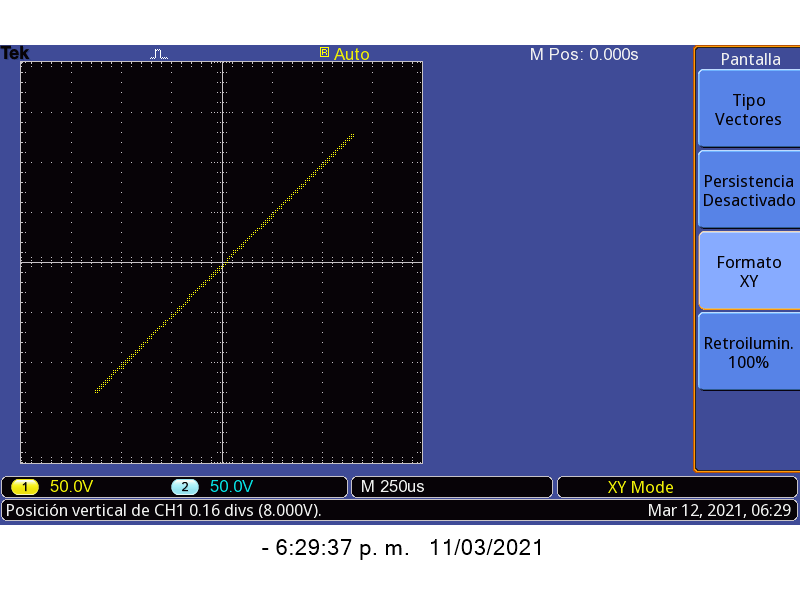 Tek
R Auto
M Pos: 0.000s
Pantalla
Tipo
Vectores
Persistencia
Desactivado
Formato
XY
Retroilumin.
100%
1 50.0V
2 50.0V
M 250us
XY Mode
Posición vertical de CH1 0.16 divs (8.000V).
Mar 12, 2021, 06:29
- 6:29:37 p. m. 11/03/2021